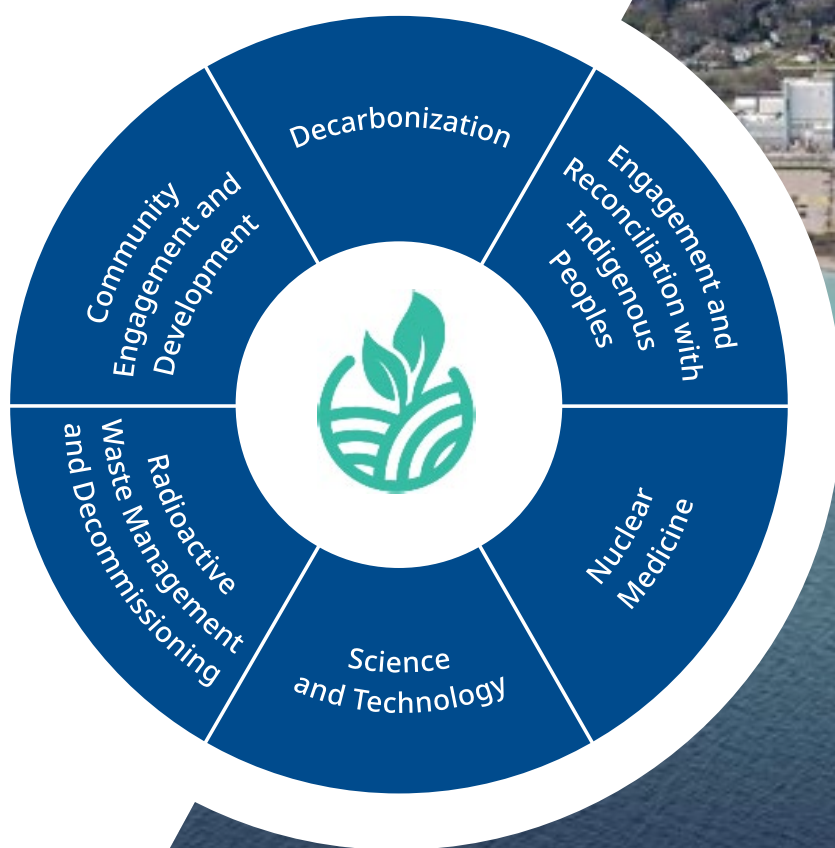 Decarbonization
Engagement and
Reconciliation with
Indigenous
Peoples
Nuclear
Medicine
Science
and Technology
Radioactive
Waste Management
and Decommissioning
Community
Engagement and
Development